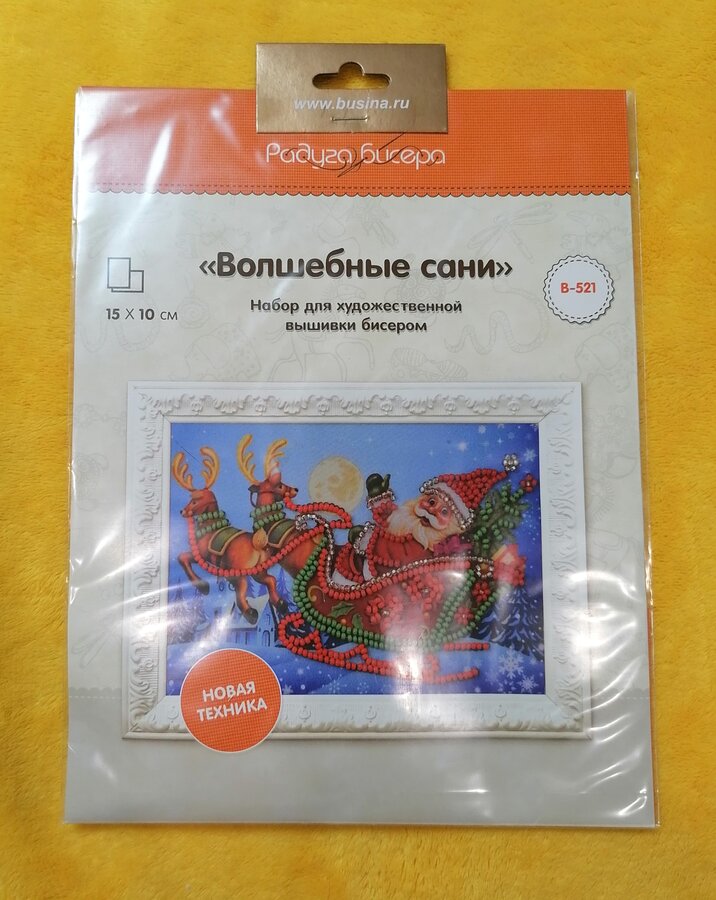 www.busina.ru
Радуга бисера
«Волшебные сани»
15 X 10 см
Набор для художественной
вышивки бисером
В-521
НОВАЯ
ТЕХНИКА